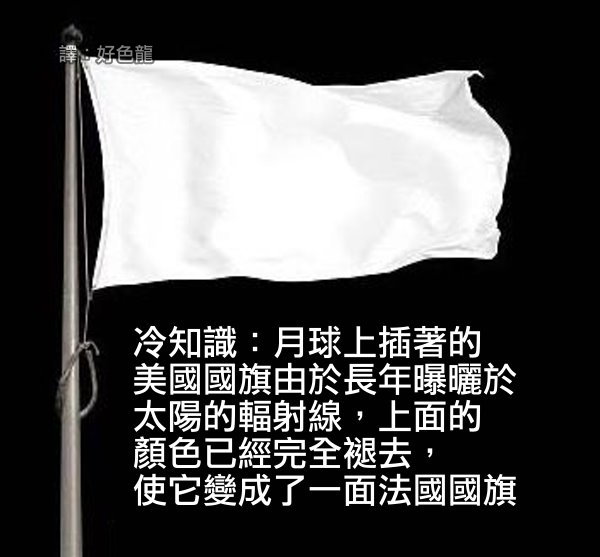 譯：好色龍
冷知識：月球上插著的
美國國旗由於長年曝曬於
太陽的輻射線，上面的
顏色已經完全褪去，
使它變成了一面法國國旗